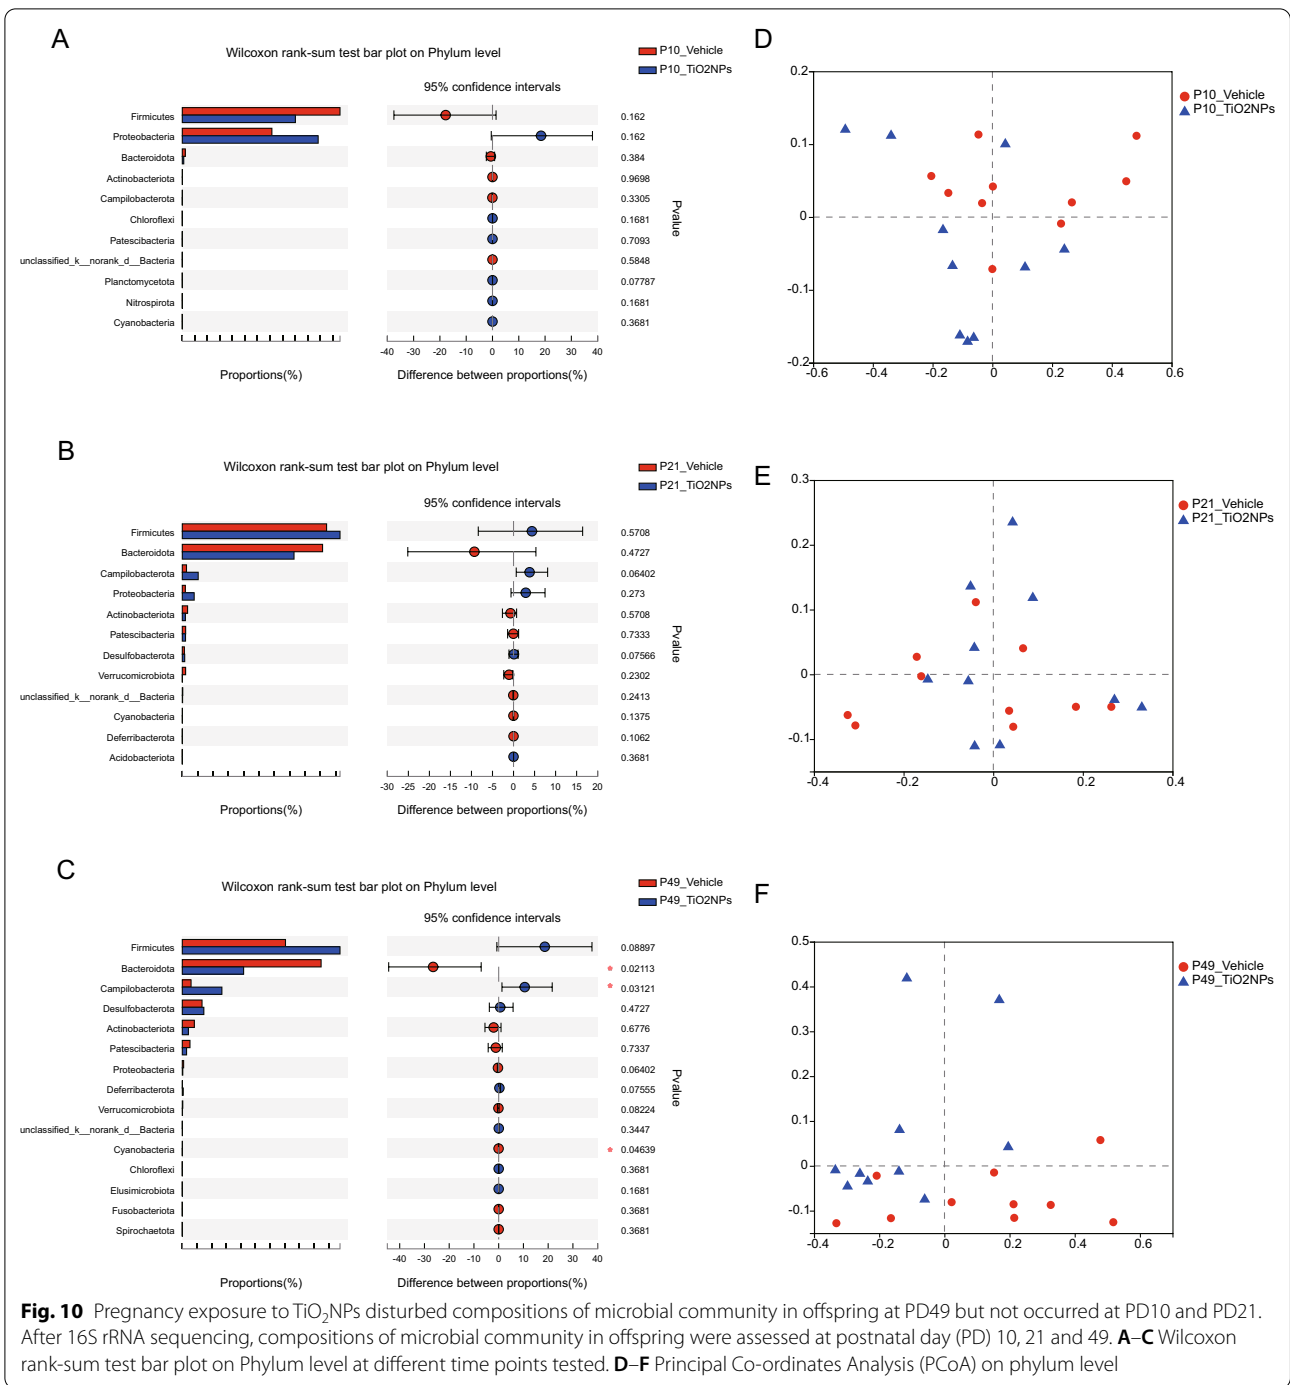 A
Wilcoxon rank-sum test bar plot on Phylum level
P10_Vehicle
P10_TiO2NPs
95% confidence intervals
Firmicutes 0.162
Proteobacteria 0.162
Bacteroidota 0.384
Actinobacteriota 0.9698
Campilobacterota 0.3305
Chloroflexi 0.1681
Patescibacteria 0.7093
unclassified_k__norank_d__Bacteria 0.5848
Planctomycetota 0.07787
Nitrospirota 0.1681
Cyanobacteria 0.3681
Pvalue
-40 -30 -20 -10 0 10 20 30 40
Proportions(%) Difference between proportions(%)
D
P10_Vehicle
P10_TiO2NPs
0.2
0.1
0
-0.1
-0.2
-0.6 -0.4 -0.2 0 0.2 0.4 0.6
B
Wilcoxon rank-sum test bar plot on Phylum level
P21_Vehicle
P21_TiO2NPs
95% confidence intervals
Firmicutes 0.5708
Bacteroidota 0.4727
Campilobacterota 0.06402
Proteobacteria 0.273
Actinobacteriota 0.5708
Patescibacteria 0.7333
Desulfobacterota 0.07566
Verrucomicrobiota 0.2302
unclassified_k__norank_d__Bacteria 0.2413
Cyanobacteria 0.1375
Deferribacterota 0.1062
Acidobacteriota 0.3681
Pvalue
-30 -25 -20 -15 -10 -5 0 5 10 15 20
Proportions(%) Difference between proportions(%)
E
P21_Vehicle
P21_TiO2NPs
0.3
0.2
0.1
0
-0.1
-0.4 -0.2 0 0.2 0.4
C
Wilcoxon rank-sum test bar plot on Phylum level
P49_Vehicle
P49_TiO2NPs
95% confidence intervals
Firmicutes 0.08897
Bacteroidota * 0.02113
Campilobacterota * 0.03121
Desulfobacterota 0.4727
Actinobacteriota 0.6776
Patescibacteria 0.7337
Proteobacteria 0.06402
Deferribacterota 0.07555
Verrucomicrobiota 0.08224
unclassified_k__norank_d__Bacteria 0.3447
Cyanobacteria * 0.04639
Chloroflexi 0.3681
Elusimicrobiota 0.1681
Fusobacteriota 0.3681
Spirochaetota 0.3681
Pvalue
-40 -30 -20 -10 0 10 20 30 40
Proportions(%) Difference between proportions(%)
F
P49_Vehicle
P49_TiO2NPs
0.5
0.4
0.3
0.2
0.1
0
-0.1
-0.4 -0.2 0 0.2 0.4 0.6
Fig. 10 Pregnancy exposure to TiO₂NPs disturbed compositions of microbial community in offspring at PD49 but not occurred at PD10 and PD21.
After 16S rRNA sequencing, compositions of microbial community in offspring were assessed at postnatal day (PD) 10, 21 and 49. A–C Wilcoxon
rank-sum test bar plot on Phylum level at different time points tested. D–F Principal Co-ordinates Analysis (PCoA) on phylum level